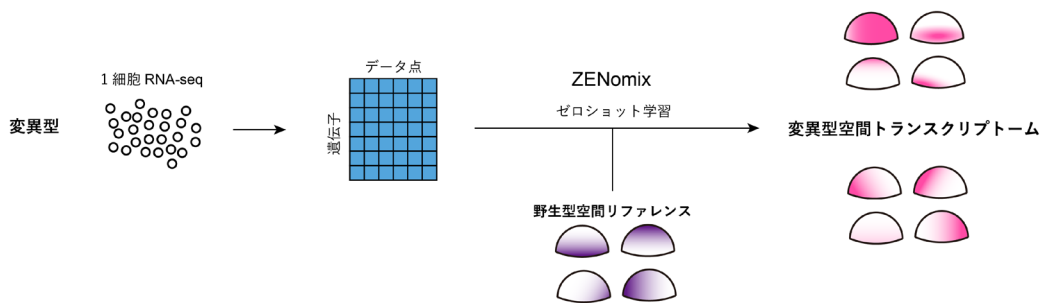 変異型
1細胞 RNA-seq
データ点
遺伝子
ZENomix
ゼロショット学習
野生型空間リファレンス
変異型空間トランスクリプトーム